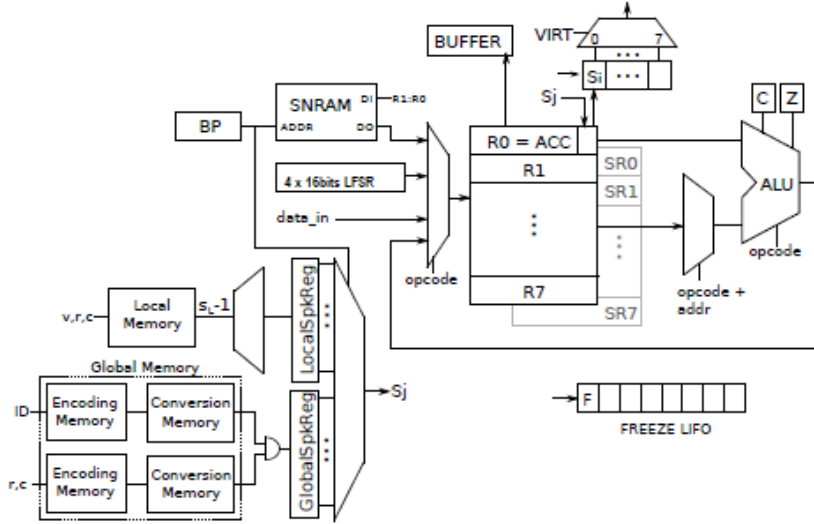 VIRT
0
7
...
BUFFER
Si
...
SNRAM
DI
R1:R0
Sj
C
Z
BP
ADDR
DO
R0 = ACC
SR0
4 x 16bits LFSR
R1
SR1
ALU
data_in
...
...
opcode
opcode
R7
opcode +
addr
SR7
v,r,c
Local
Memory
sL-1
LocalSpkReg
...
Global Memory
ID
Encoding
Memory
Conversion
Memory
Sj
F
FREEZE LIFO
r,c
Encoding
Memory
Conversion
Memory
GlobalSpkReg
...